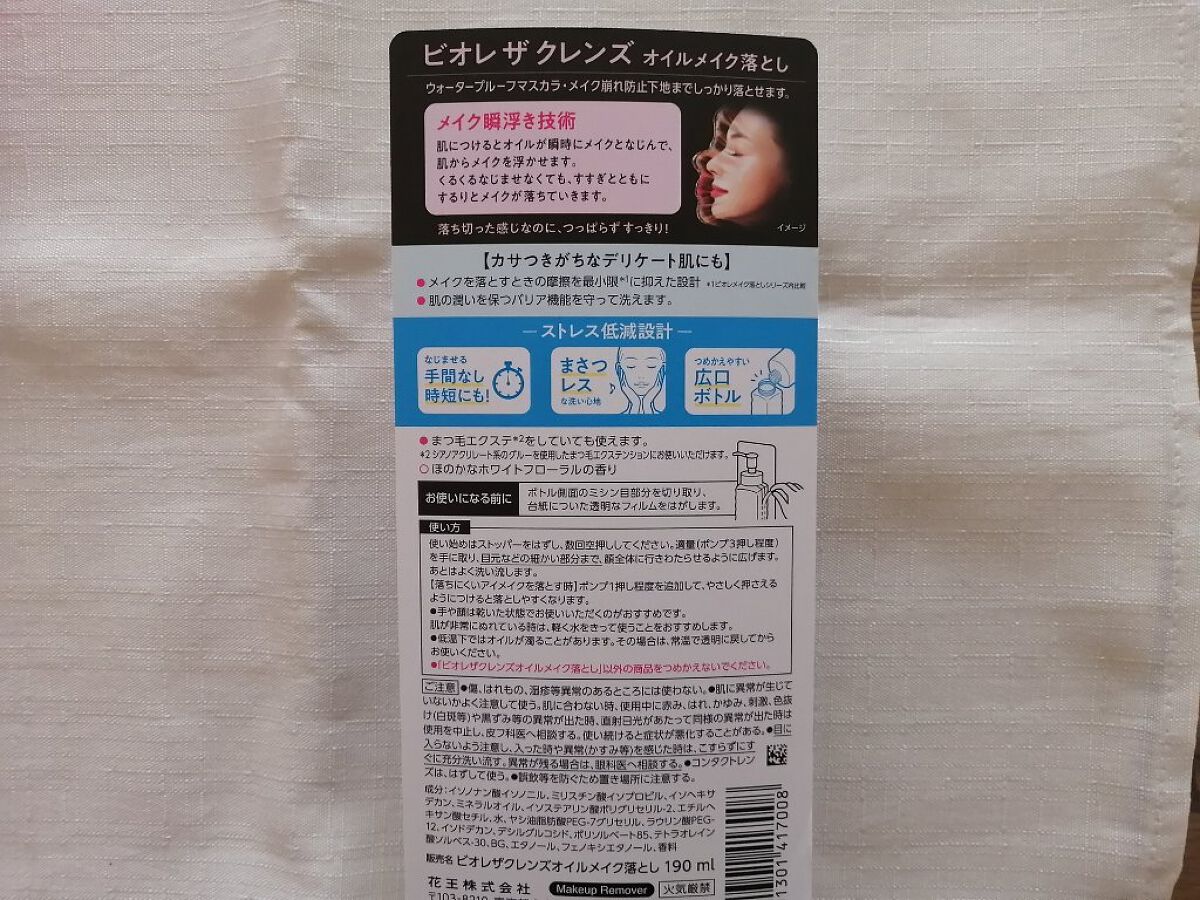 ビオレ ザ クレンズ オイルメイク落とし
ウォータープルーフマスカラ・メイク崩れ防止下地までしっかり落とせます。
メイク瞬浮き技術
肌につけるとオイルが瞬時にメイクとなじんで、
肌からメイクを浮かせます。
くるくるなじませなくても、すすぎとともに
するりとメイクが落ちていきます。
イメージ
落ち切った感じなのに、つっぱらず すっきり!
【カサつきがちなデリケート肌にも】
● メイクを落とすときの摩擦を最小限*1に抑えた設計 *1 ビオレメイク落としシリーズ内比較
● 肌の潤いを保つバリア機能を守って洗えます。
ストレス低減設計
なじませる
手間なし
時短にも!
まさつ
レス
な洗い心地
つめかえやすい
広口
ボトル
● まつ毛エクステ*2をしていても使えます。
*2 シアノアクリレート系のグルーを使用したまつ毛エクステンションにお使いいただけます。
○ ほのかなホワイトフローラルの香り
お使いになる前に
ボトル側面のミシン目部分を切り取り、
台紙についた透明なフィルムをはがします。
使い方
使い始めはストッパーをはずし、数回空押ししてください。適量(ポンプ3押し程度)
を手に取り、目元などの細かい部分まで、顔全体に行きわたらせるように広げます。
あとはよく洗い流します。
【落ちにくいアイメイクを落とす時】ポンプ1押し程度を追加して、やさしく押さえる
ようにつけると落としやすくなります。
●手や顔は乾いた状態でお使いいただくのがおすすめです。
肌が非常にぬれている時は、軽く水をきって使うことをおすすめします。
●低温下ではオイルが濁ることがあります。その場合は、常温で透明に戻してから
お使いください。
●「ビオレザクレンズオイルメイク落とし」以外の商品をつめかえないでください。
ご注意 ●傷、はれもの、湿疹等異常のあるところには使わない。●肌に異常が生じて
いないかよく注意して使う。肌に合わない時、使用中に赤み、はれ、かゆみ、刺激、色抜
け(白斑等)や黒ずみ等の異常が出た時、直射日光があたって同様の異常が出た時は
使用を中止し、皮フ科医へ相談する。使い続けると症状が悪化することがある。●目に
入らないよう注意し、入った時や異常(かすみ等)を感じた時は、こすらずにす
ぐに充分洗い流す。異常が残る場合は、眼科医へ相談する。●コンタクトレン
ズは、はずして使う。●誤飲等を防ぐため置き場所に注意する。
成分:イソノナン酸イソノニル、ミリスチン酸イソプロピル、イソヘキサ
デカン、ミネラルオイル、イソステアリン酸ポリグリセリル-2、エチルヘ
キサン酸セチル、水、ヤシ油脂肪酸PEG-7グリセリル、ラウリン酸PEG-
12、イソドデカン、デシルグルコシド、ポリソルベート85、テトラオレイン
酸ソルベス-30、BG、エタノール、フェノキシエタノール、香料
販売名 ビオレザクレンズオイルメイク落とし 190 ml
花王株式会社 Makeup Remover 火気厳禁
〒103-8210
1301 417008